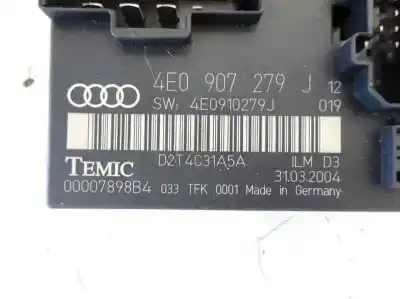 4E0 907 279 J 12
SW: 4E0910279J 019
TEMIC D2T4C31A5A ILM D3
31.03.2004
00007898B4 033 TFK 0001 Made in Germany